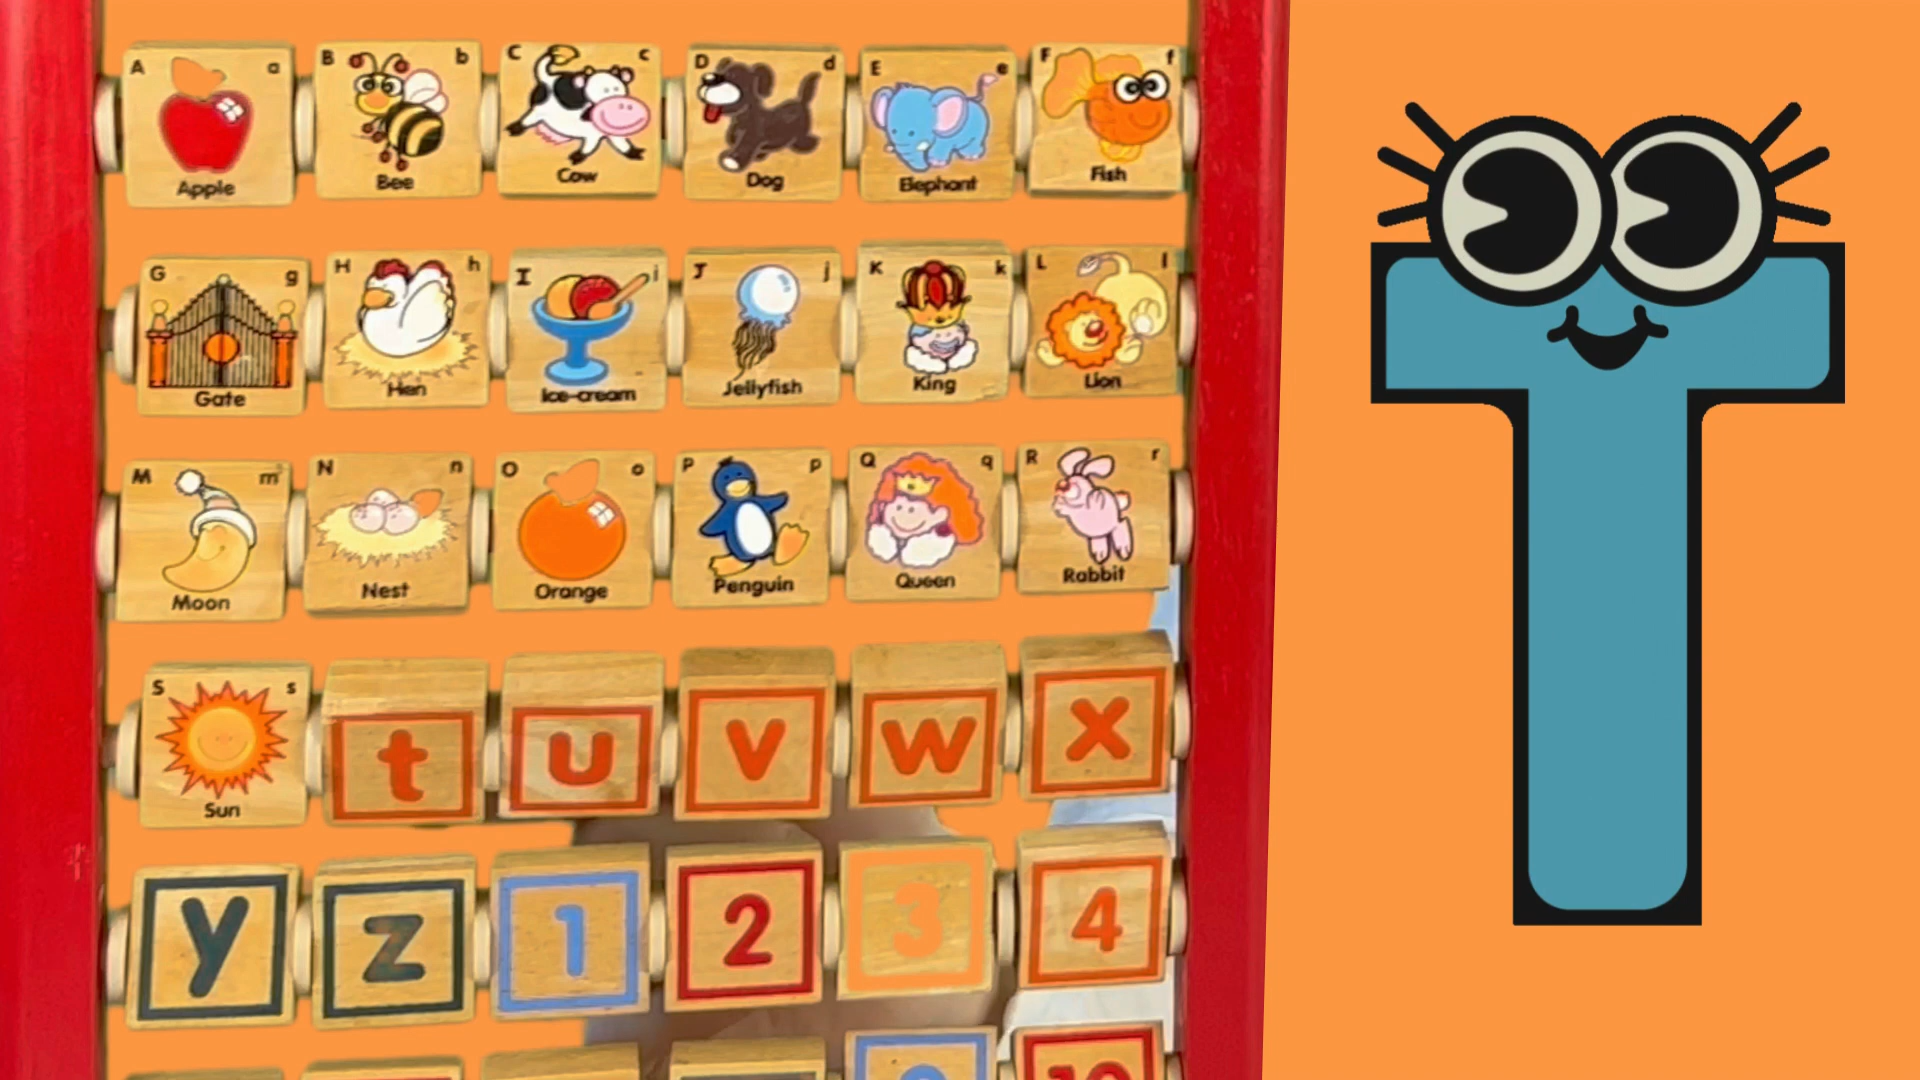 A a B b C c D d E e F f
Apple Bee Cow Dog Elephant Fish
G g H h I i J j K k L l
Gate Hen Ice-cream Jellyfish King Lion
M m N n O o P p Q q R r
Moon Nest Orange Penguin Queen Rabbit
S s
Sun
t u v w x
y z 1 2 3 4
10
T